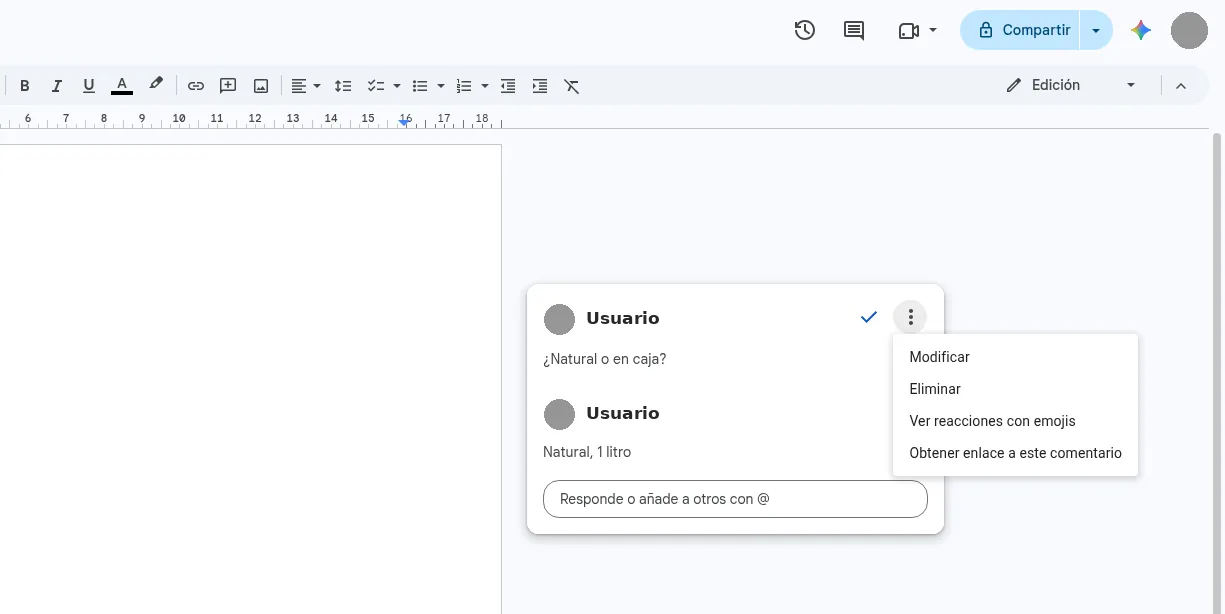 Compartir
B I U A
Edición
6 7 8 9 10 11 12 13 14 15 16 17 18
Usuario
¿Natural o en caja?
Usuario
Natural, 1 litro
Responde o añade a otros con @
Modificar
Eliminar
Ver reacciones con emojis
Obtener enlace a este comentario